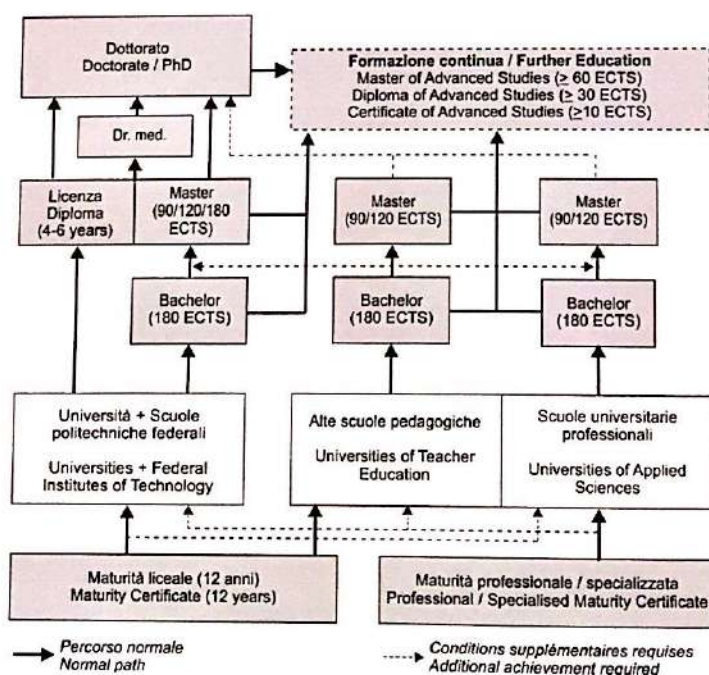 Dottorato
Doctorate / PhD
Formazione continua / Further Education
Master of Advanced Studies (≥ 60 ECTS)
Diploma of Advanced Studies (≥ 30 ECTS)
Certificate of Advanced Studies (≥10 ECTS)
Dr. med.
Licenza
Diploma
(4-6 years)
Master
(90/120/180
ECTS)
Master
(90/120 ECTS)
Master
(90/120 ECTS)
Bachelor
(180 ECTS)
Bachelor
(180 ECTS)
Bachelor
(180 ECTS)
Università + Scuole
politecniche federali
Universities + Federal
Institutes of Technology
Alte scuole pedagogiche
Universities of Teacher
Education
Scuole universitarie
professionali
Universities of Applied
Sciences
Maturità liceale (12 anni)
Maturity Certificate (12 years)
Maturità professionale / specializzata
Professional / Specialised Maturity Certificate
Percorso normale
Normal path
Conditions supplémentaires requises
Additional achievement required